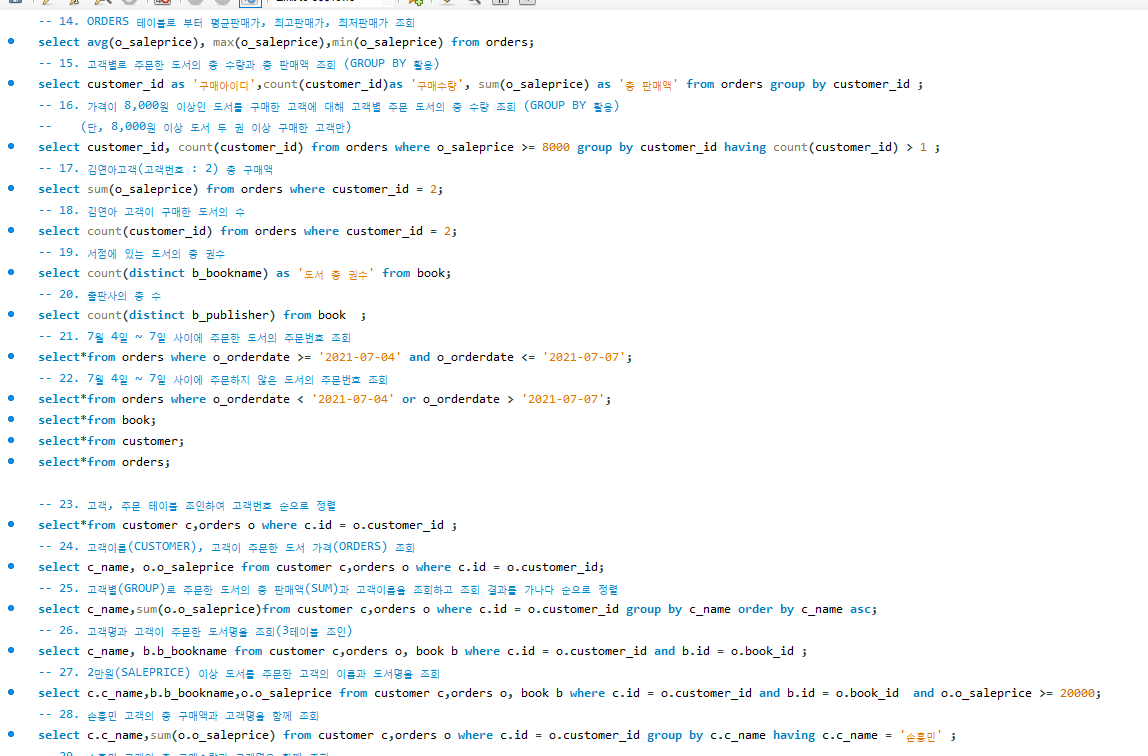 -- 14. ORDERS 테이블로 부터 평균판매가, 최고판매가, 최저판매가 조회
select avg(o_saleprice), max(o_saleprice),min(o_saleprice) from orders;
-- 15. 고객별로 주문한 도서의 총 수량과 총 판매액 조회 (GROUP BY 활용)
select customer_id as '구매아이디',count(customer_id)as '구매수량', sum(o_saleprice) as '총 판매액' from orders group by customer_id ;
-- 16. 가격이 8,000원 이상인 도서를 구매한 고객에 대해 고객별 주문 도서의 총 수량 조회 (GROUP BY 활용)
-- (단, 8,000원 이상 도서 두 권 이상 구매한 고객만)
select customer_id, count(customer_id) from orders where o_saleprice >= 8000 group by customer_id having count(customer_id) > 1 ;
-- 17. 김연아고객(고객번호 : 2) 총 구매액
select sum(o_saleprice) from orders where customer_id = 2;
-- 18. 김연아 고객이 구매한 도서의 수
select count(customer_id) from orders where customer_id = 2;
-- 19. 서점에 있는 도서의 총 권수
select count(distinct b_bookname) as '도서 총 권수' from book;
-- 20. 출판사의 총 수
select count(distinct b_publisher) from book  ;
-- 21. 7월 4일 ~ 7일 사이에 주문한 도서의 주문번호 조회
select*from orders where o_orderdate >= '2021-07-04' and o_orderdate <= '2021-07-07';
-- 22. 7월 4일 ~ 7일 사이에 주문하지 않은 도서의 주문번호 조회
select*from orders where o_orderdate < '2021-07-04' or o_orderdate > '2021-07-07';
select*from book;
select*from customer;
select*from orders;
-- 23. 고객, 주문 테이블 조인하여 고객번호 순으로 정렬
select*from customer c,orders o where c.id = o.customer_id ;
-- 24. 고객이름(CUSTOMER), 고객이 주문한 도서 가격(ORDERS) 조회
select c_name, o.o_saleprice from customer c,orders o where c.id = o.customer_id;
-- 25. 고객별(GROUP)로 주문한 도서의 총 판매액(SUM)과 고객이름을 조회하고 조회 결과를 가나다 순으로 정렬
select c_name,sum(o.o_saleprice)from customer c,orders o where c.id = o.customer_id group by c_name order by c_name asc;
-- 26. 고객명과 고객이 주문한 도서명을 조회(3테이블 조인)
select c_name, b.b_bookname from customer c,orders o, book b where c.id = o.customer_id and b.id = o.book_id ;
-- 27. 2만원(SALEPRICE) 이상 도서를 주문한 고객의 이름과 도서명을 조회
select c.c_name,b.b_bookname,o.o_saleprice from customer c,orders o, book b where c.id = o.customer_id and b.id = o.book_id  and o.o_saleprice >= 20000;
-- 28. 손흥민 고객의 총 구매액과 고객명을 함께 조회
select c.c_name,sum(o.o_saleprice) from customer c,orders o where c.id = o.customer_id group by c.c_name having c.c_name = '손흥민' ;